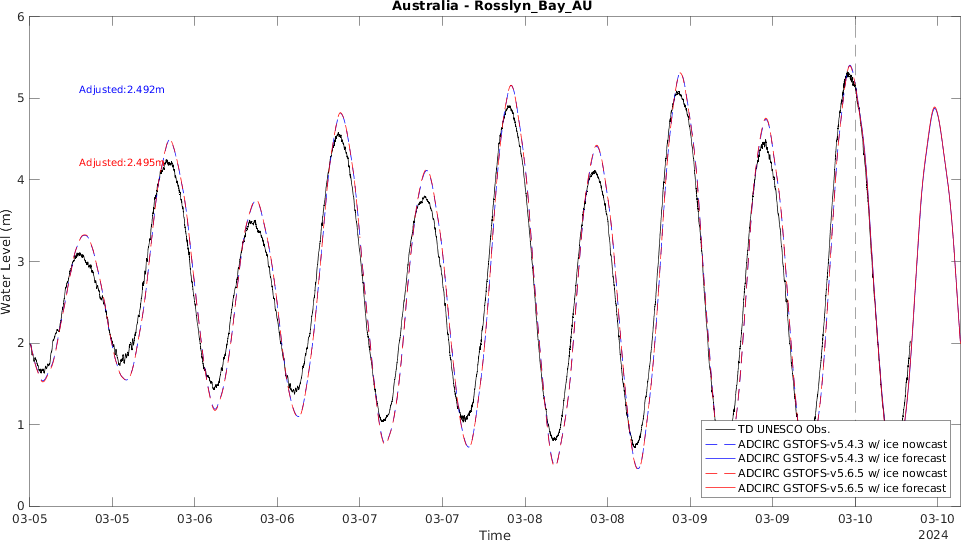 Australia - Rosslyn_Bay_AU
6
5
4
3
2
1
0
Water Level (m)
Adjusted:2.492m
Adjusted:2.495m
TD UNESCO Obs.
ADCIRC GSTOFS-v5.4.3 w/ ice nowcast
ADCIRC GSTOFS-v5.4.3 w/ ice forecast
ADCIRC GSTOFS-v5.6.5 w/ ice nowcast
ADCIRC GSTOFS-v5.6.5 w/ ice forecast
03-05 03-05 03-06 03-06 03-07 03-07 03-08 03-08 03-09 03-09 03-10 03-10
Time
2024